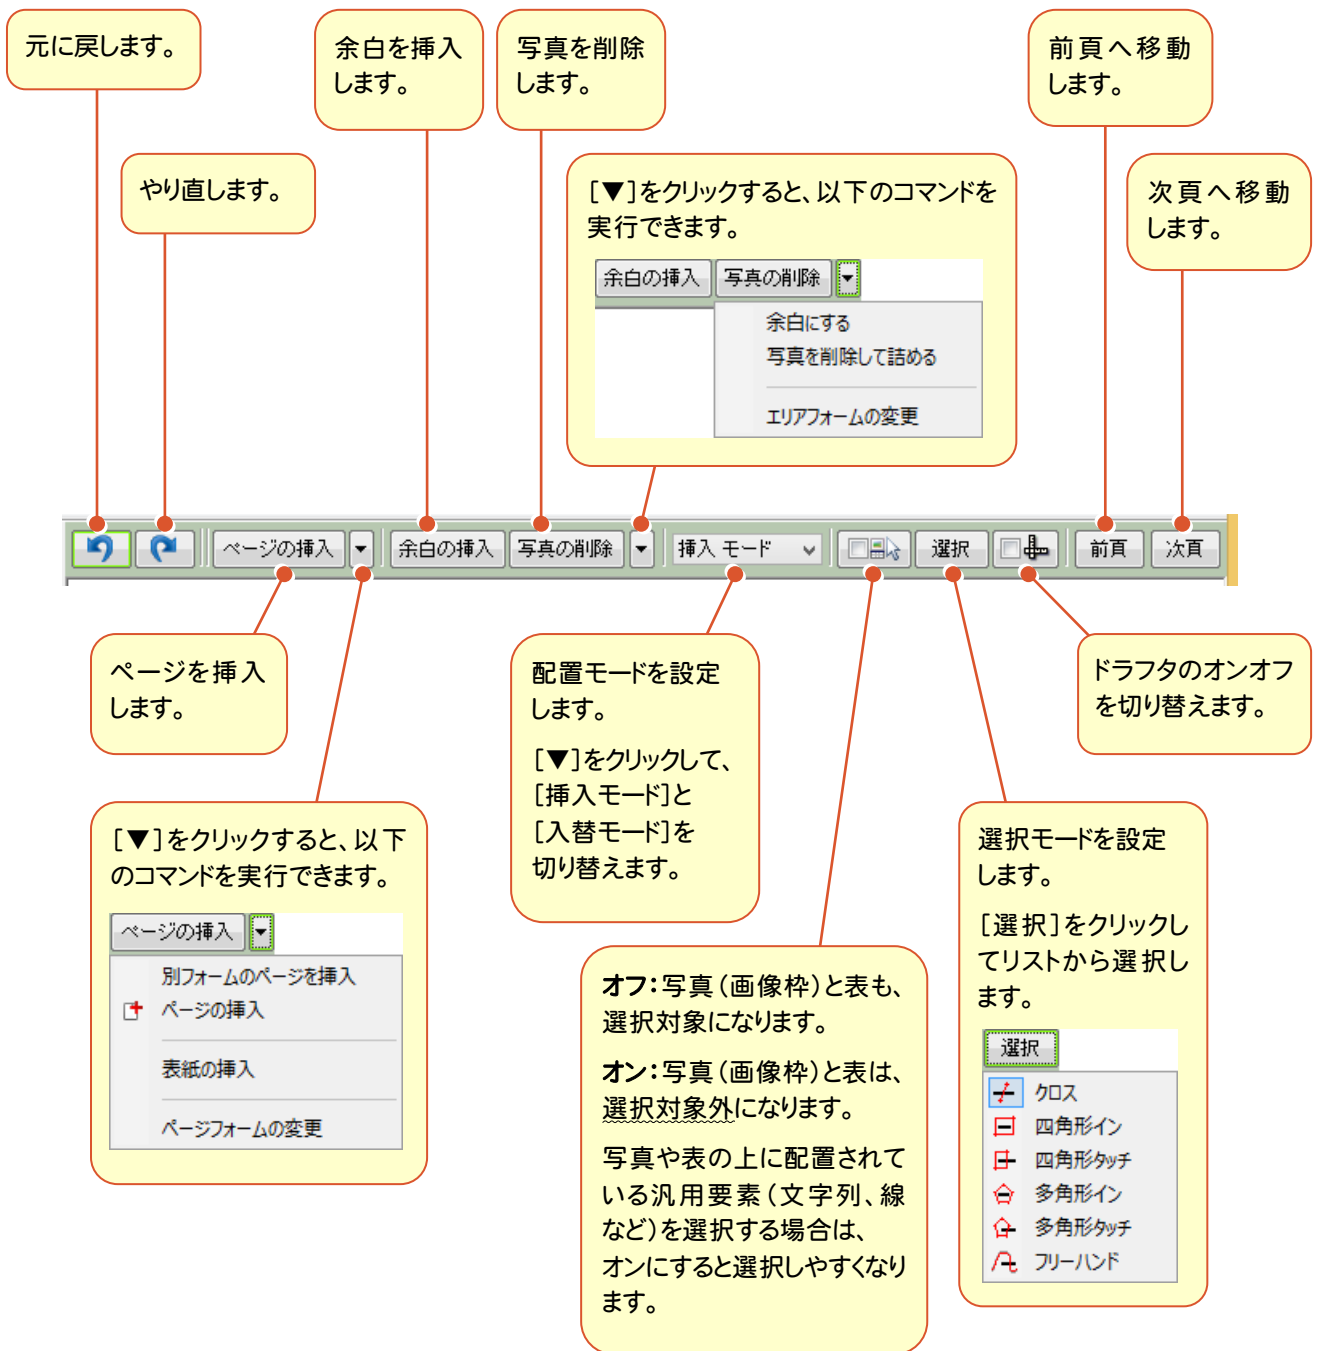 元に戻します。
余白を挿入
します。
写真を削除
します。
前頁へ移動
します。
やり直します。
[▼]をクリックすると、以下のコマンドを
実行できます。
余白の挿入 写真の削除
余白にする
写真を削除して詰める
エリアフォームの変更
次頁へ移動
します。
ページの挿入 余白の挿入 写真の削除 挿入 モード 選択 前頁 次頁
ページを挿入
します。
配置モードを設定
します。
[▼]をクリックして、
[挿入モード]と
[入替モード]を
切り替えます。
ドラフタのオンオフ
を切り替えます。
[▼]をクリックすると、以下
のコマンドを実行できます。
ページの挿入
別フォームのページを挿入
ページの挿入
表紙の挿入
ページフォームの変更
オフ：写真（画像枠）と表も、
選択対象になります。
オン：写真（画像枠）と表は、
選択対象外になります。
写真や表の上に配置されて
いる汎用要素（文字列、線
など）を選択する場合は、
オンにすると選択しやすくなり
ます。
選択モードを設定
します。
[選択]をクリックし
てリストから選択し
ます。
選択
クロス
四角形イン
四角形タッチ
多角形イン
多角形タッチ
フリーハンド